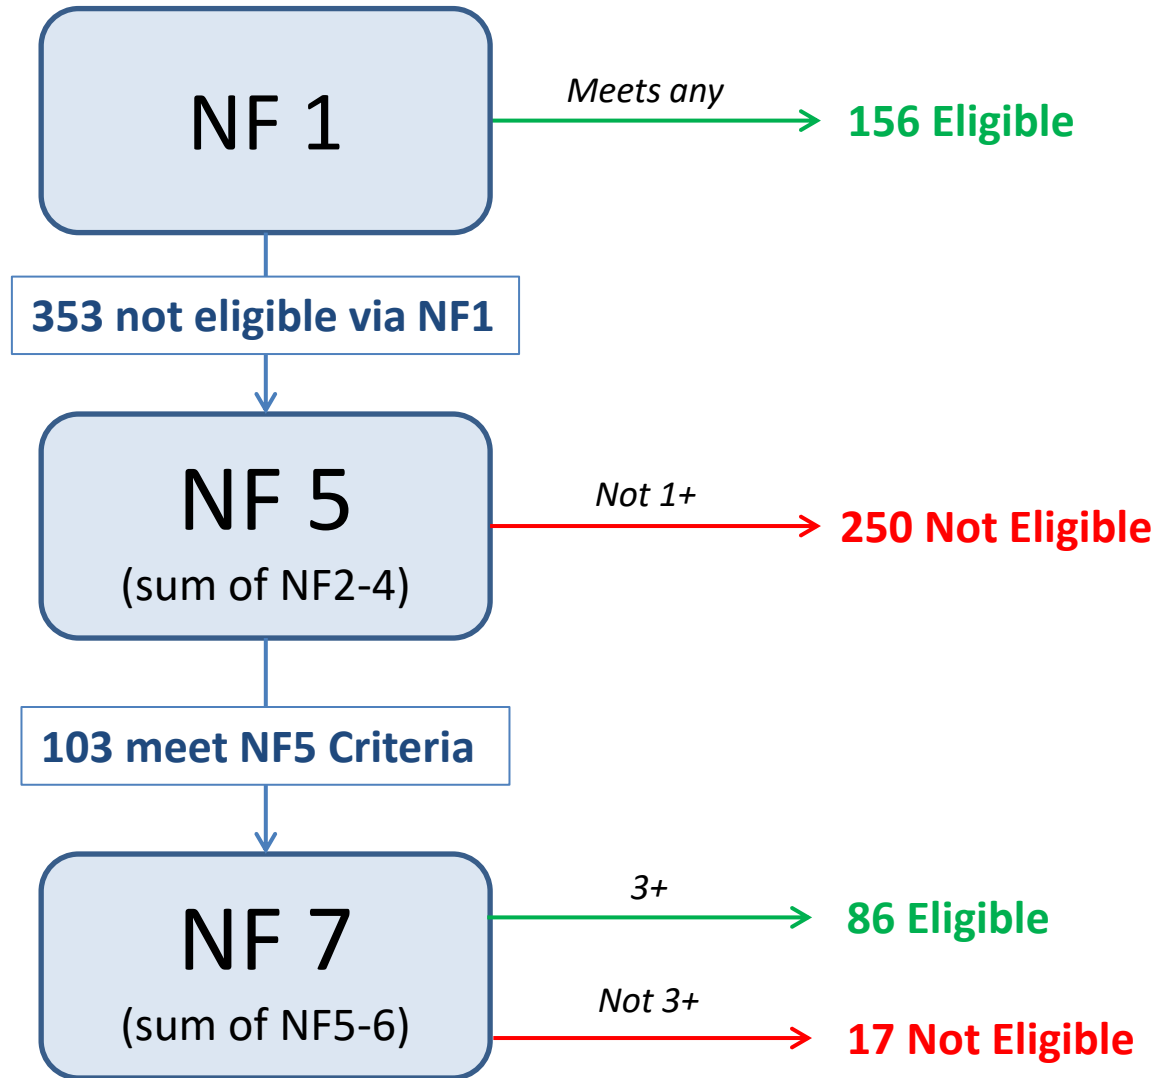 NF 1
Meets any
156 Eligible
353 not eligible via NF1
NF 5
(sum of NF2-4)
Not 1+
250 Not Eligible
103 meet NF5 Criteria
NF 7
(sum of NF5-6)
3+
86 Eligible
Not 3+
17 Not Eligible